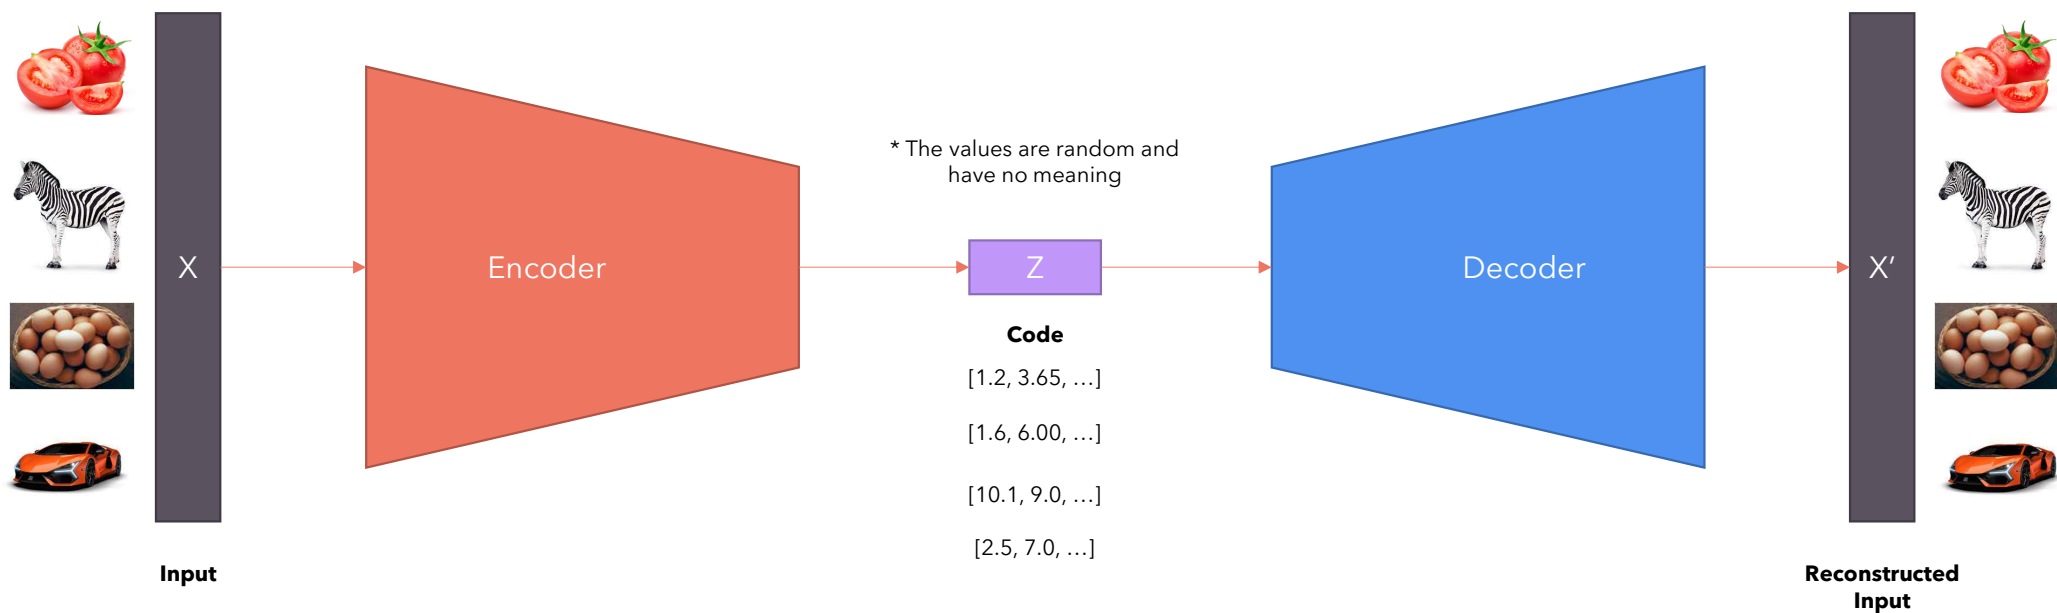 * The values are random and
have no meaning
X
Encoder
Z
Decoder
X’
Code
[1.2, 3.65, …]
[1.6, 6.00, …]
[10.1, 9.0, …]
[2.5, 7.0, …]
Input
Reconstructed
Input